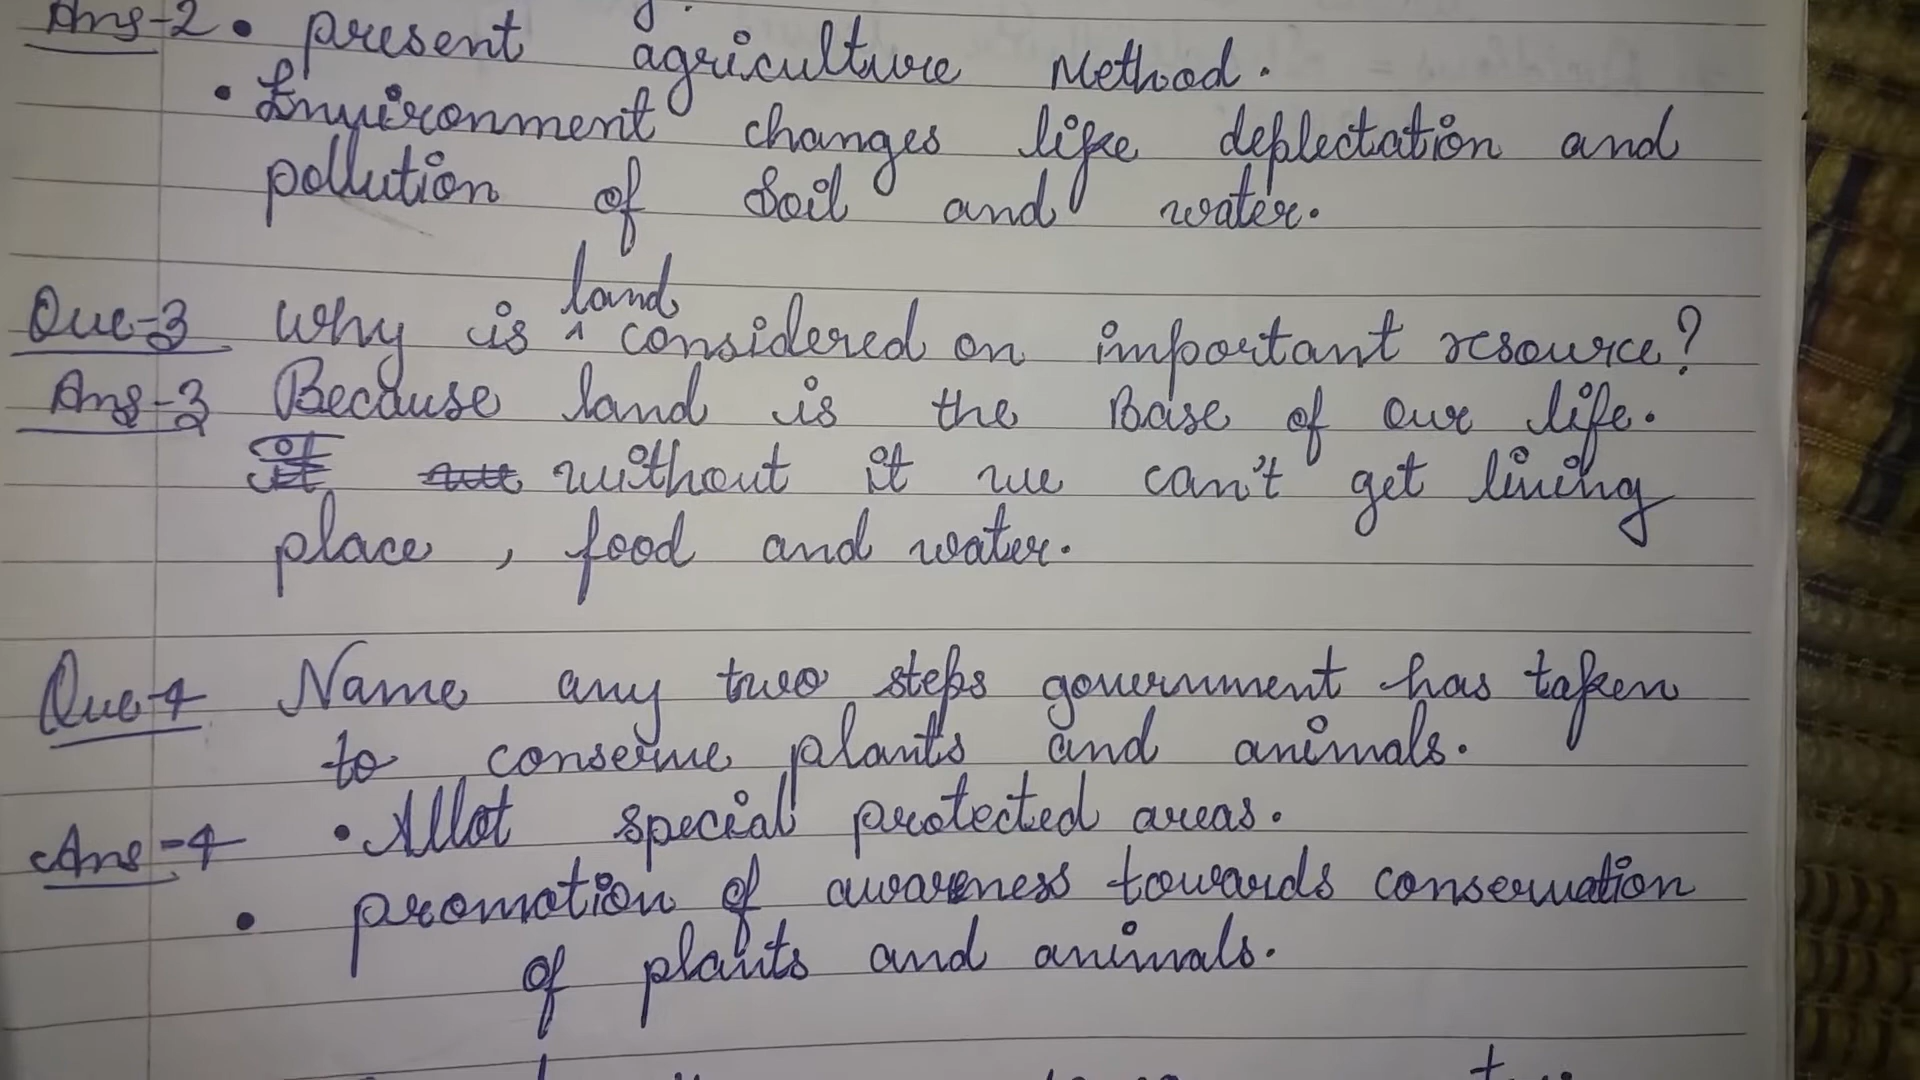 Ans-2 • present agriculture Method.
• Environment changes like deplectation and
pollution of Soil and water.
Que-3 Why is ^ land considered on important resource?
Ans-3 Because land is the Base of our life.
It without it we can't get living
place, food and water.
Que-4 Name any two steps government has taken
to conserve plants and animals.
Ans-4 • Allot special protected areas.
• promotion of awareness towards conservation
of plants and animals.